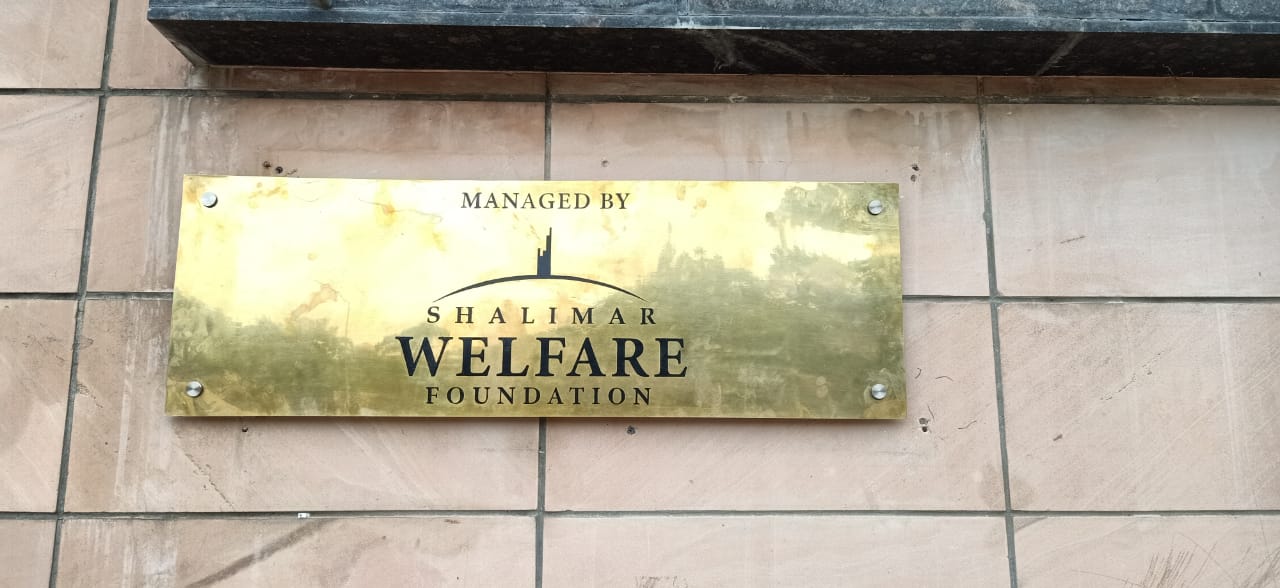 MANAGED BY
SHALIMAR
WELFARE
FOUNDATION